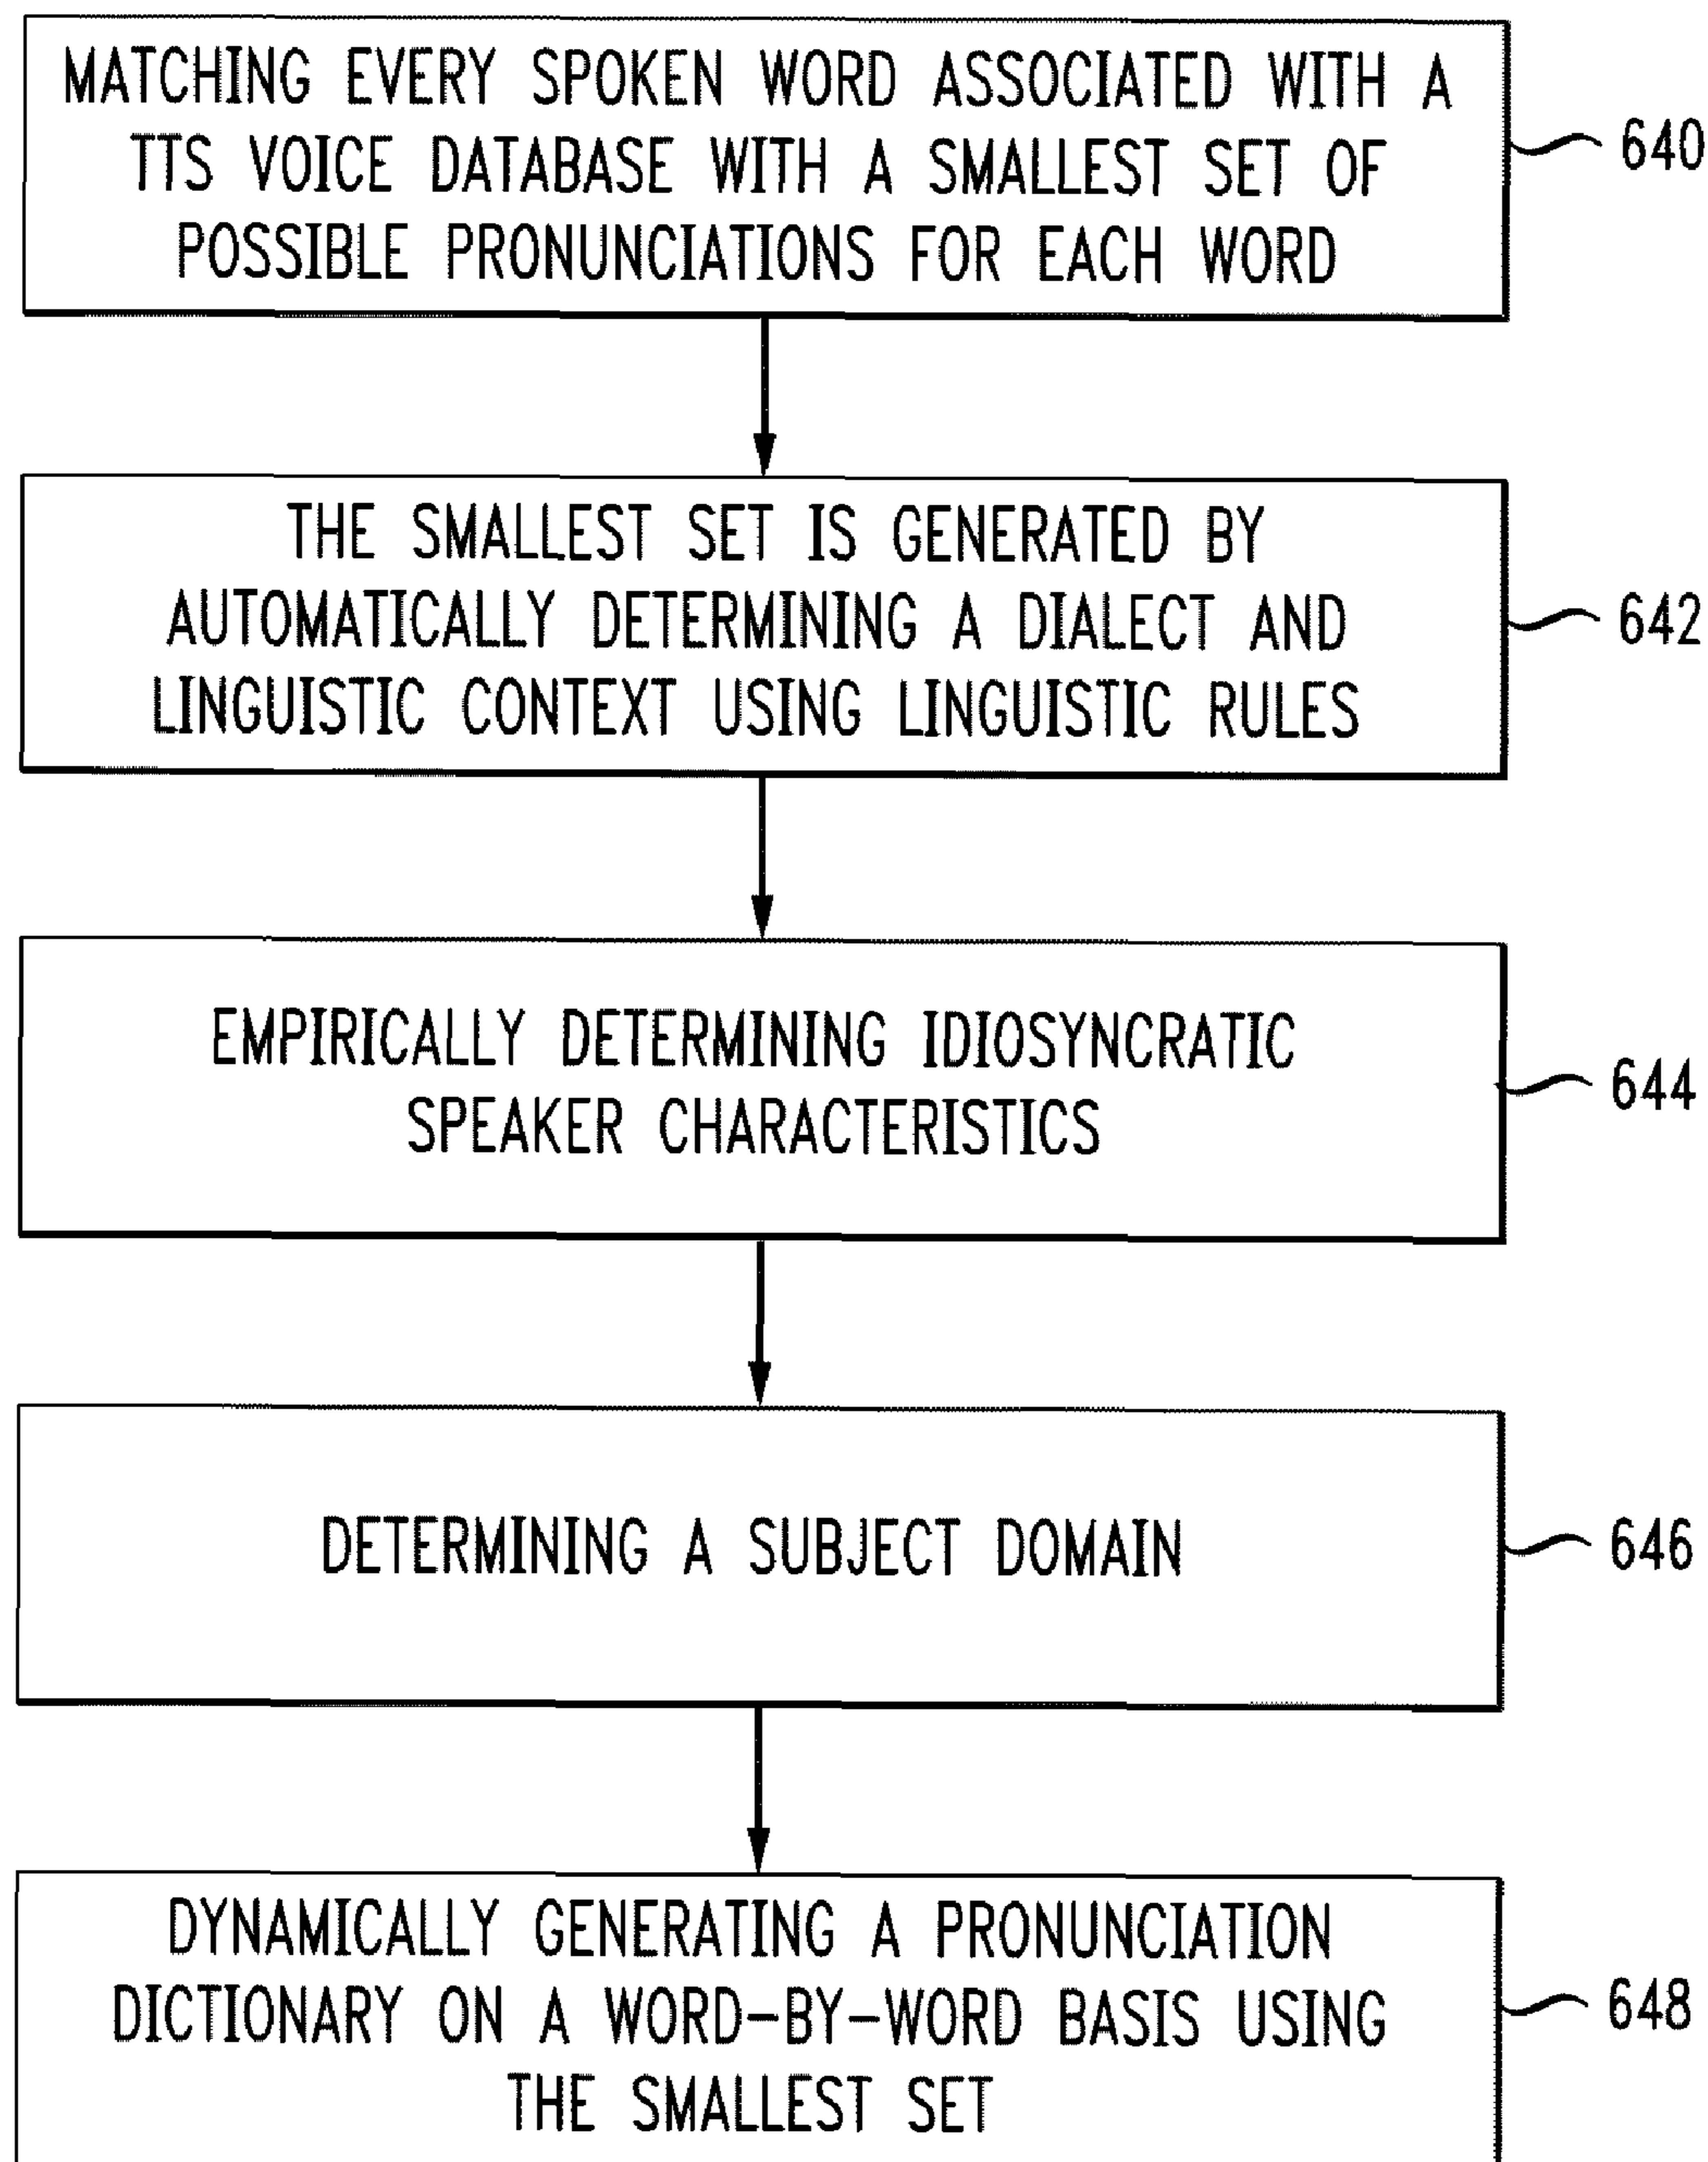 MATCHING EVERY SPOKEN WORD ASSOCIATED WITH A
TTS VOICE DATABASE WITH A SMALLEST SET OF
POSSIBLE PRONUNCIATIONS FOR EACH WORD
640
THE SMALLEST SET IS GENERATED BY
AUTOMATICALLY DETERMINING A DIALECT AND
LINGUISTIC CONTEXT USING LINGUISTIC RULES
642
EMPIRICALLY DETERMINING IDIOSYNCRATIC
SPEAKER CHARACTERISTICS
644
DETERMINING A SUBJECT DOMAIN
646
DYNAMICALLY GENERATING A PRONUNCIATION
DICTIONARY ON A WORD-BY-WORD BASIS USING
THE SMALLEST SET
648